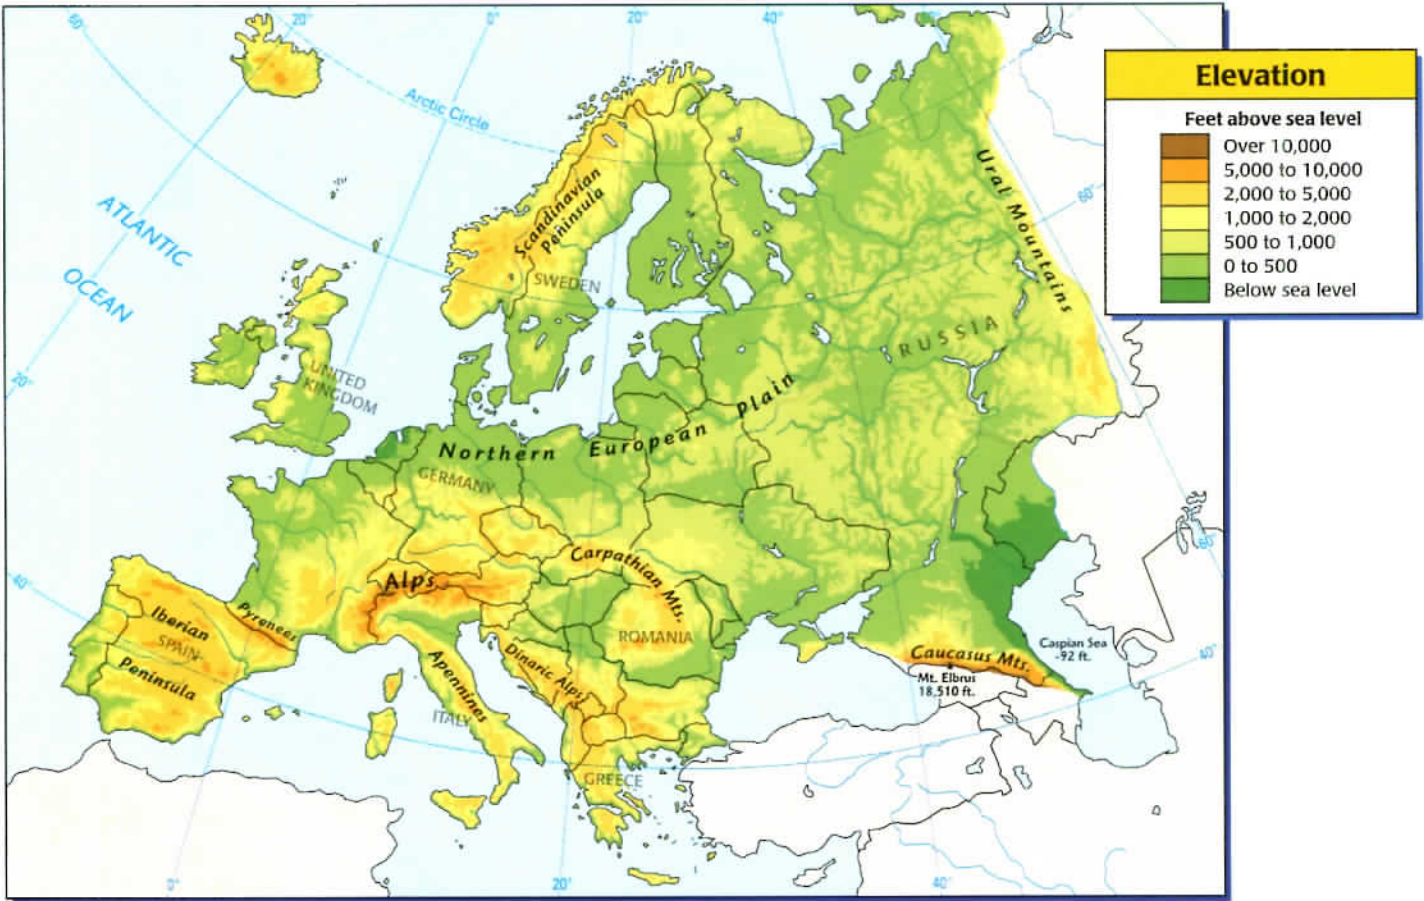 60°
20°
0°
20°
40°
Elevation
Feet above sea level
Over 10,000
5,000 to 10,000
2,000 to 5,000
1,000 to 2,000
500 to 1,000
0 to 500
Below sea level
Arctic Circle
Ural Mountains
60°
ATLANTIC
OCEAN
Scandinavian
Peninsula
SWEDEN
RUSSIA
UNITED
KINGDOM
20°
Northern European Plain
GERMANY
40°
Carpathian Mts.
Alps
Iberian
SPAIN
Peninsula
Pyrenees
ROMANIA
Dinaric Alps
Apennines
ITALY
GREECE
Caucasus Mts.
Mt. Elbrus
18,510 ft.
Caspian Sea
-92 ft.
40°
0°
20°
40°